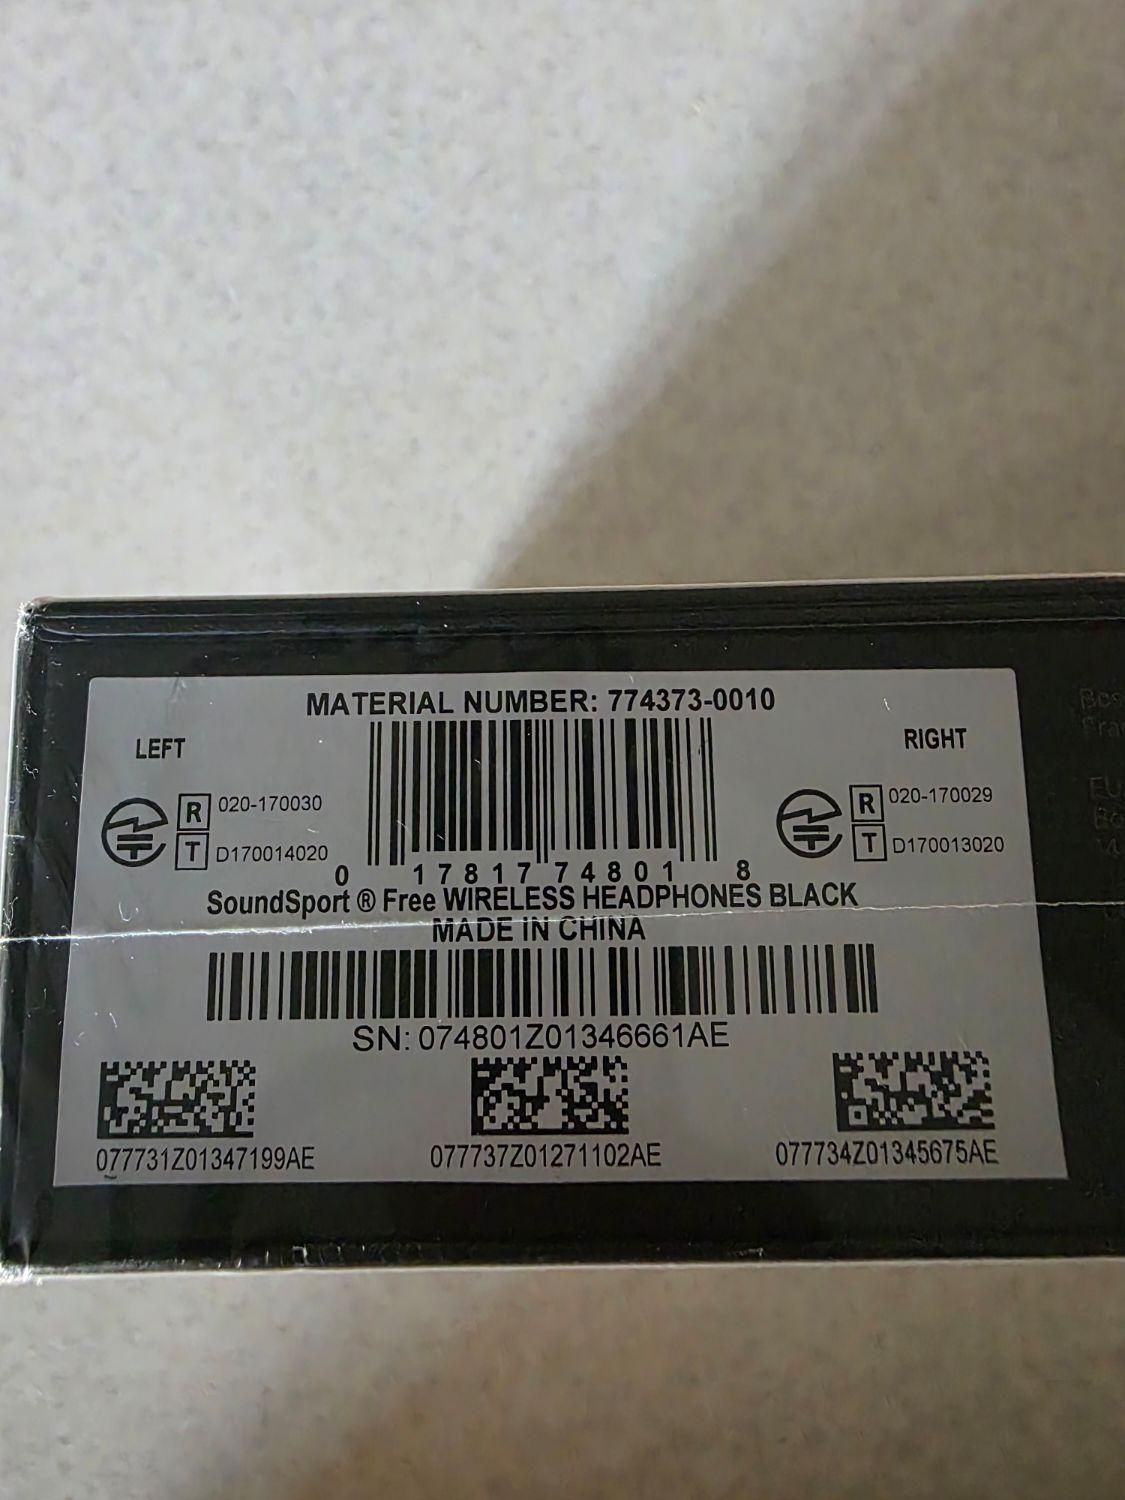 MATERIAL NUMBER: 774373-0010
LEFT
RIGHT
R 020-170030
T D170014020
R 020-170029
T D170013020
0 17817 74801 8
SoundSport ® Free WIRELESS HEADPHONES BLACK
MADE IN CHINA
SN: 074801Z01346661AE
077731Z01347199AE
077737Z01271102AE
077734Z01345675AE